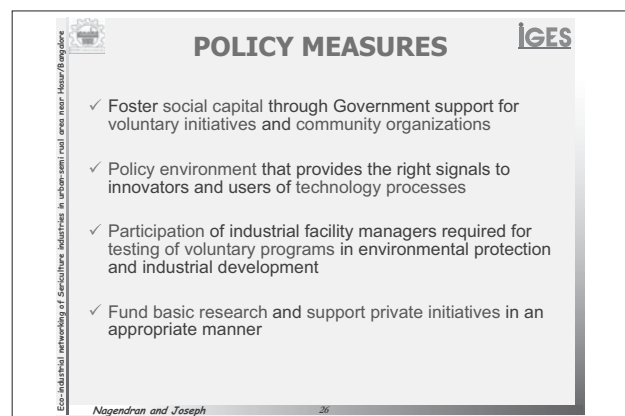 POLICY MEASURES
IGES
✓ Foster social capital through Government support for
voluntary initiatives and community organizations
✓ Policy environment that provides the right signals to
innovators and users of technology processes
✓ Participation of industrial facility managers required for
testing of voluntary programs in environmental protection
and industrial development
✓ Fund basic research and support private initiatives in an
appropriate manner
Eco-industrial networking of Sericulture industries in urban-semi rual area near Hosur/Bangalore
Nagendran and Joseph
26